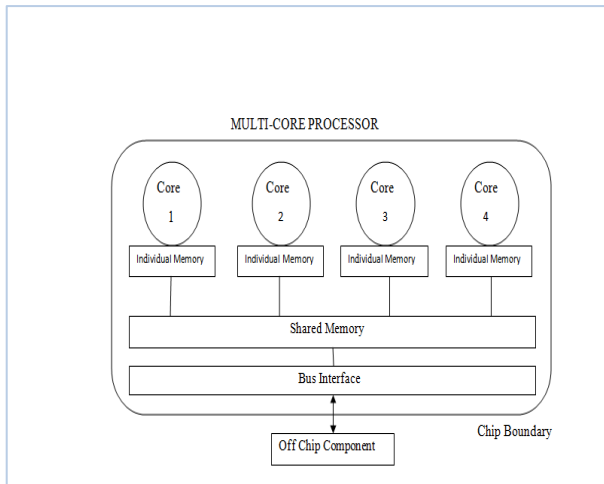 MULTI-CORE PROCESSOR
Core
1
Core
2
Core
3
Core
4
Individual Memory
Individual Memory
Individual Memory
Individual Memory
Shared Memory
Bus Interface
Chip Boundary
Off Chip Component